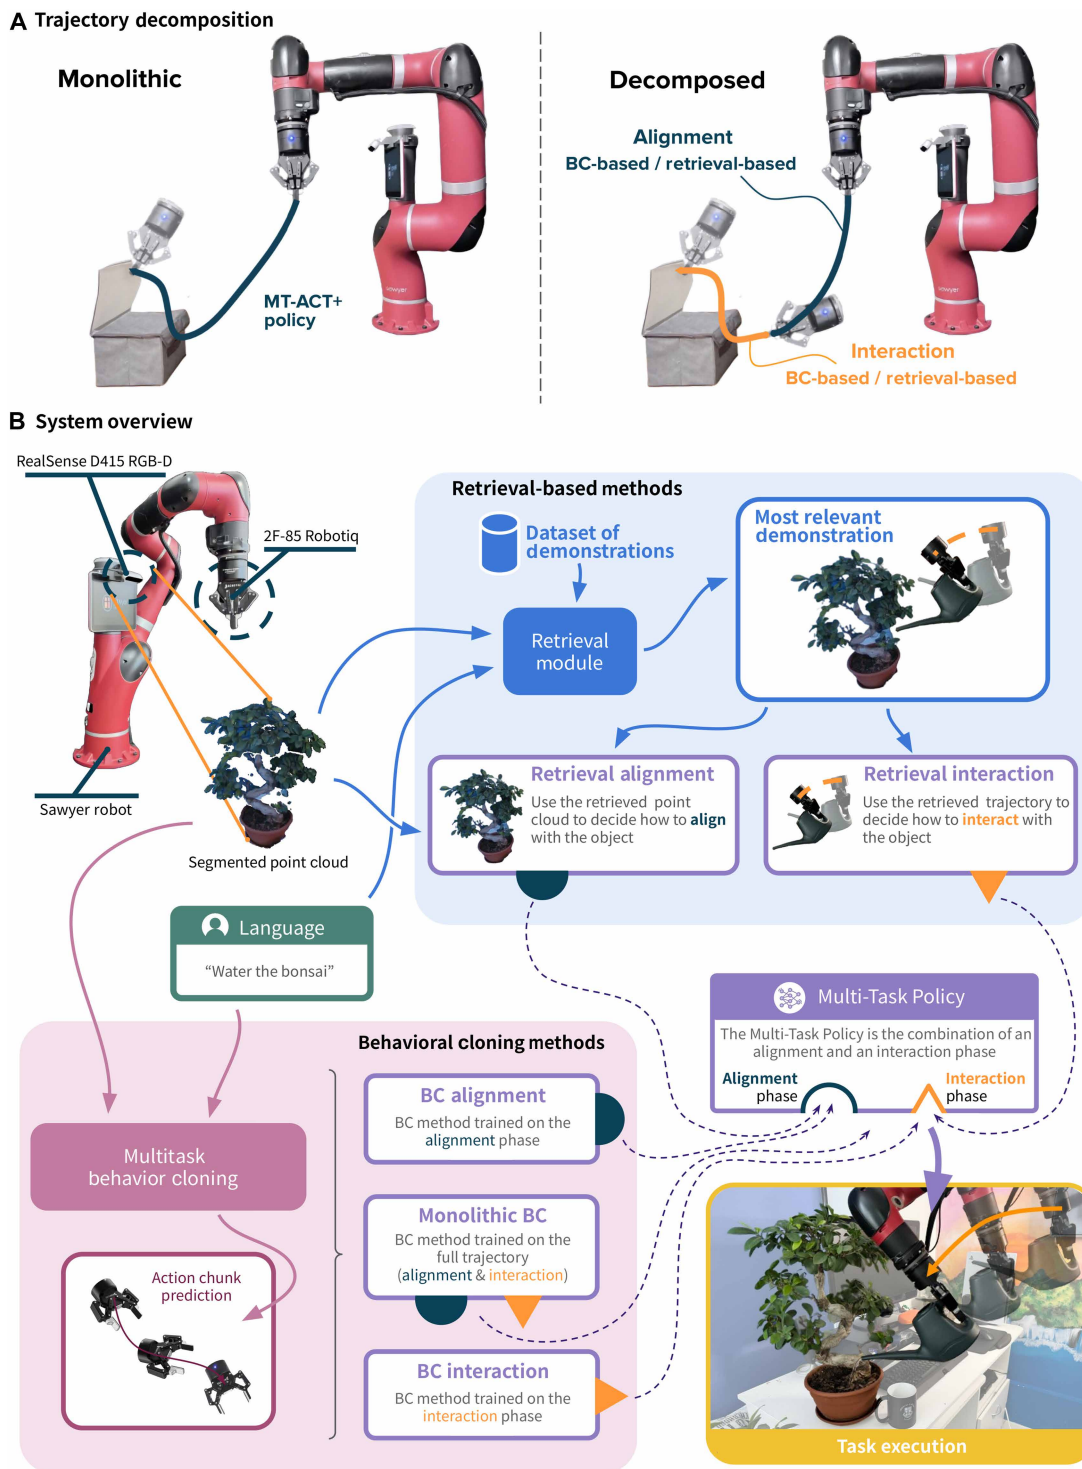 A Trajectory decomposition
Monolithic
MT-ACT+
policy
sawyer
Decomposed
Alignment
BC-based / retrieval-based
sawyer
Interaction
BC-based / retrieval-based
B System overview
RealSense D415 RGB-D
2F-85 Robotiq
Sawyer robot
Segmented point cloud
Language
“Water the bonsai”
Retrieval-based methods
Dataset of
demonstrations
Retrieval
module
Most relevant
demonstration
Retrieval alignment
Use the retrieved point
cloud to decide how to align
with the object
Retrieval interaction
Use the retrieved trajectory to
decide how to interact with
the object
Multi-Task Policy
The Multi-Task Policy is the combination of an
alignment and an interaction phase
Alignment
phase
Interaction
phase
Behavioral cloning methods
Multitask
behavior cloning
Action chunk
prediction
BC alignment
BC method trained on the
alignment phase
Monolithic BC
BC method trained on the
full trajectory
(alignment & interaction)
BC interaction
BC method trained on the
interaction phase
Task execution